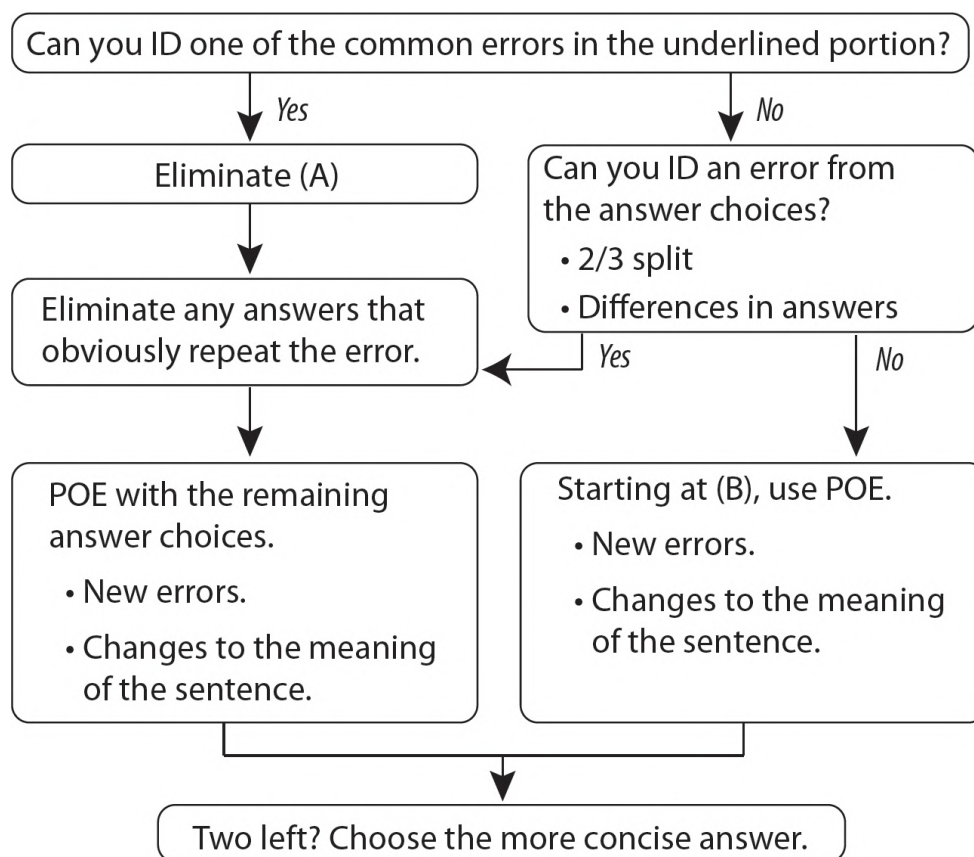 Can you ID one of the common errors in the underlined portion?
Yes
No
Eliminate (A)
Can you ID an error from
the answer choices?
• 2/3 split
• Differences in answers
Eliminate any answers that
obviously repeat the error.
Yes
No
POE with the remaining
answer choices.
• New errors.
• Changes to the meaning
of the sentence.
Starting at (B), use POE.
• New errors.
• Changes to the meaning
of the sentence.
Two left? Choose the more concise answer.